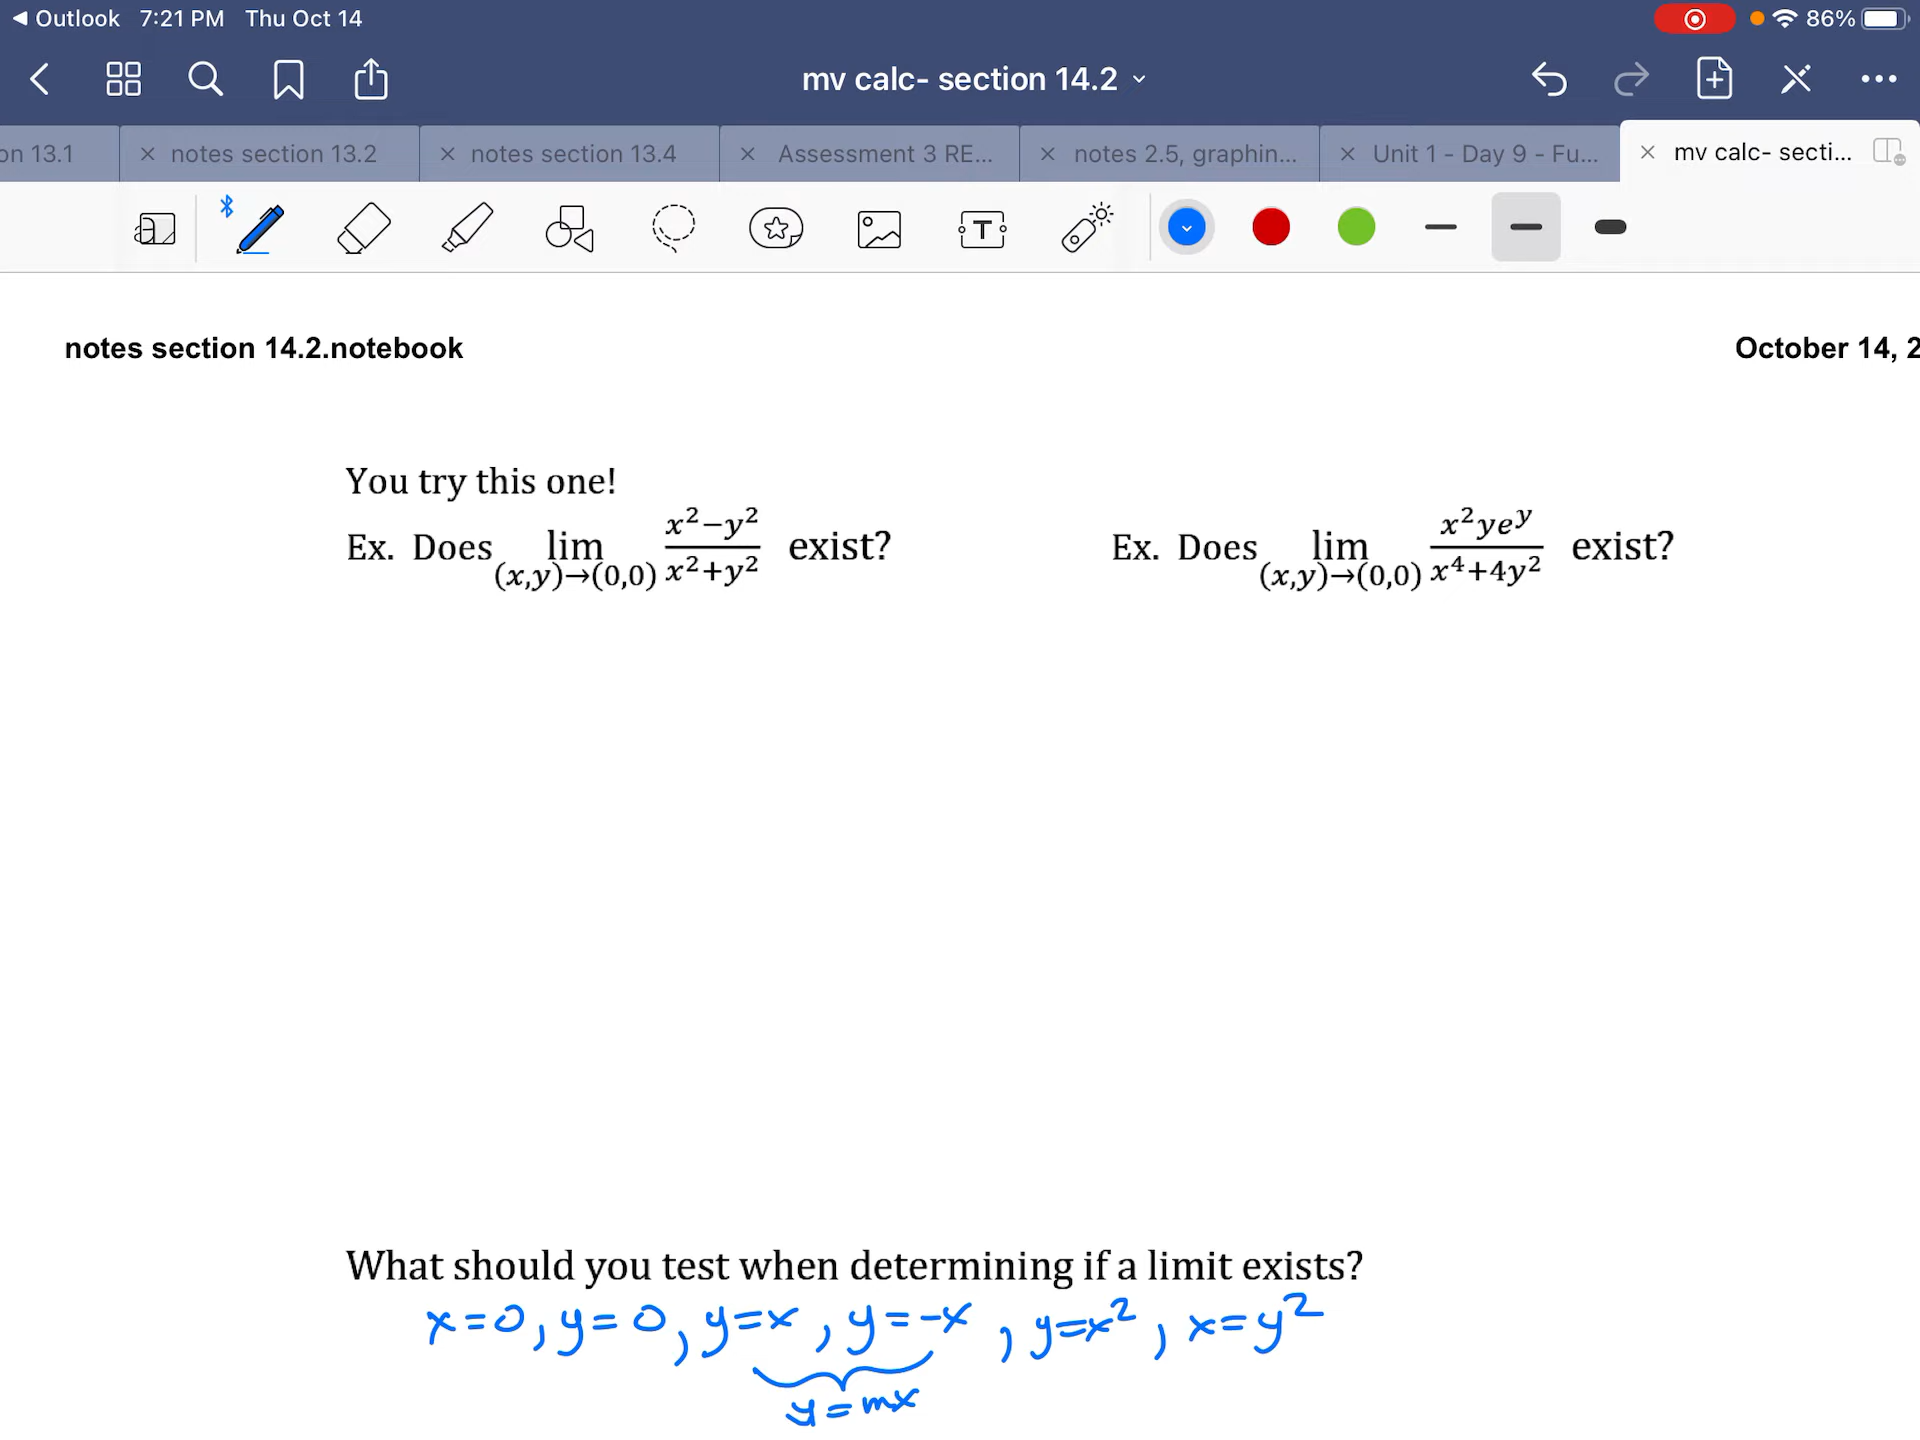 Outlook 7:21 PM Thu Oct 14 86%
mv calc- section 14.2
on 13.1 × notes section 13.2 × notes section 13.4 × Assessment 3 RE... × notes 2.5, graphin... × Unit 1 - Day 9 - Fu... × mv calc- secti...
notes section 14.2.notebook October 14, 2
You try this one!
Ex. Does lim (x,y)→(0,0) x²−y² / x²+y² exist? Ex. Does lim (x,y)→(0,0) x²yeʸ / x⁴+4y² exist?
What should you test when determining if a limit exists?
x=0, y=0, y=x, y=-x, y=x², x=y²
y=mx